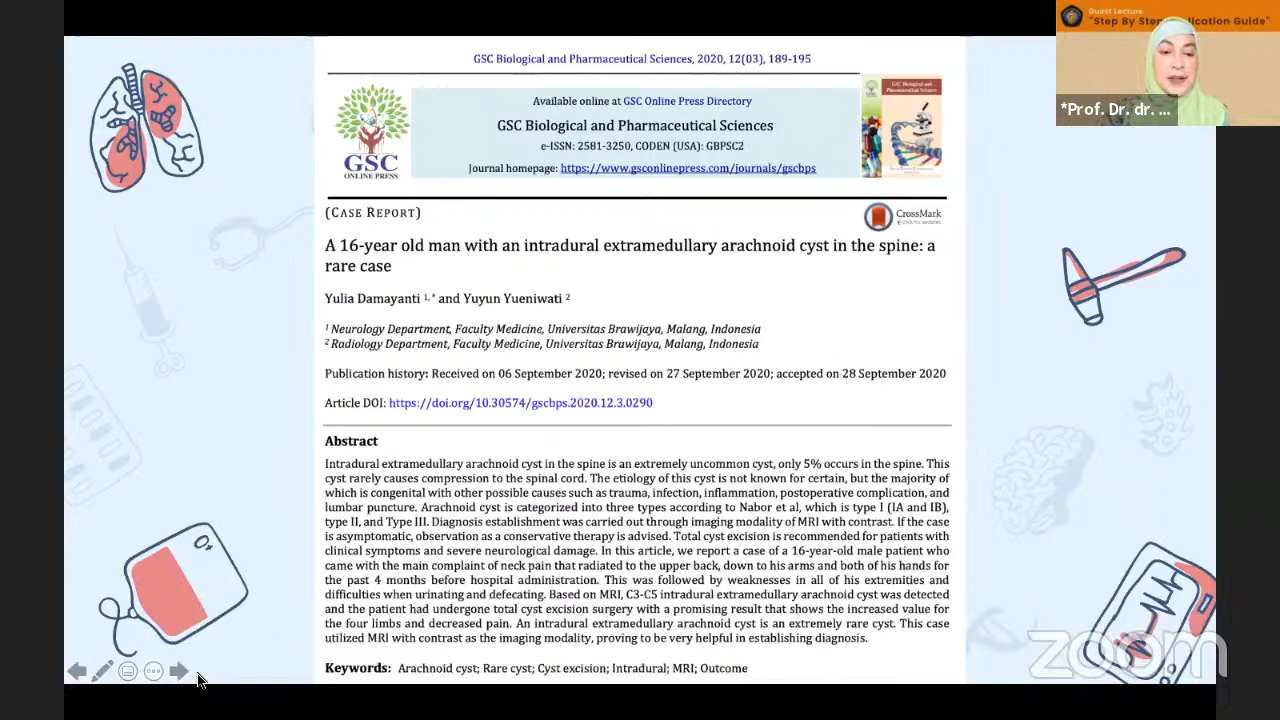 Guest Lecture
"Step By Step
lication Guide"
*Prof. Dr. dr. ...
GSC Biological and Pharmaceutical Sciences, 2020, 12(03), 189-195
GSC
ONLINE PRESS
Available online at GSC Online Press Directory
GSC Biological and Pharmaceutical Sciences
e-ISSN: 2581-3250, CODEN (USA): GBPSC2
Journal homepage: https://www.gsconlinepress.com/journals/gscbps
(CASE REPORT)
CrossMark
A 16-year old man with an intradural extramedullary arachnoid cyst in the spine: a
rare case
Yulia Damayanti 1,* and Yuyun Yueniwati 2
1 Neurology Department, Faculty Medicine, Universitas Brawijaya, Malang, Indonesia
2 Radiology Department, Faculty Medicine, Universitas Brawijaya, Malang, Indonesia
Publication history: Received on 06 September 2020; revised on 27 September 2020; accepted on 28 September 2020
Article DOI: https://doi.org/10.30574/gscbps.2020.12.3.0290
Abstract
Intradural extramedullary arachnoid cyst in the spine is an extremely uncommon cyst, only 5% occurs in the spine. This
cyst rarely causes compression to the spinal cord. The etiology of this cyst is not known for certain, but the majority of
which is congenital with other possible causes such as trauma, infection, inflammation, postoperative complication, and
lumbar puncture. Arachnoid cyst is categorized into three types according to Nabor et al, which is type I (IA and IB),
type II, and Type III. Diagnosis establishment was carried out through imaging modality of MRI with contrast. If the case
is asymptomatic, observation as a conservative therapy is advised. Total cyst excision is recommended for patients with
clinical symptoms and severe neurological damage. In this article, we report a case of a 16-year-old male patient who
came with the main complaint of neck pain that radiated to the upper back, down to his arms and both of his hands for
the past 4 months before hospital administration. This was followed by weaknesses in all of his extremities and
difficulties when urinating and defecating. Based on MRI, C3-C5 intradural extramedullary arachnoid cyst was detected
and the patient had undergone total cyst excision surgery with a promising result that shows the increased value for
the four limbs and decreased pain. An intradural extramedullary arachnoid cyst is an extremely rare cyst. This case
utilized MRI with contrast as the imaging modality, proving to be very helpful in establishing diagnosis.
Keywords: Arachnoid cyst; Rare cyst; Cyst excision; Intradural; MRI; Outcome
zoom